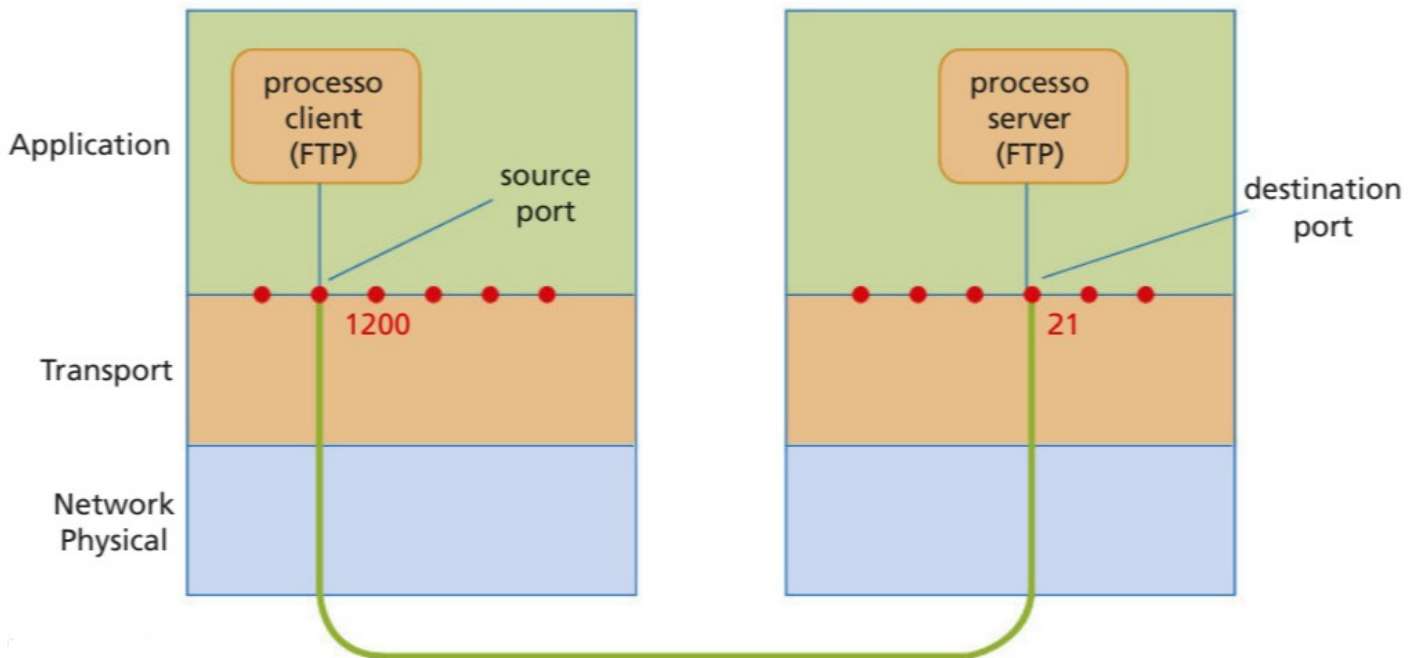 processo
client
(FTP)
processo
server
(FTP)
Application
source
port
destination
port
1200
21
Transport
Network
Physical